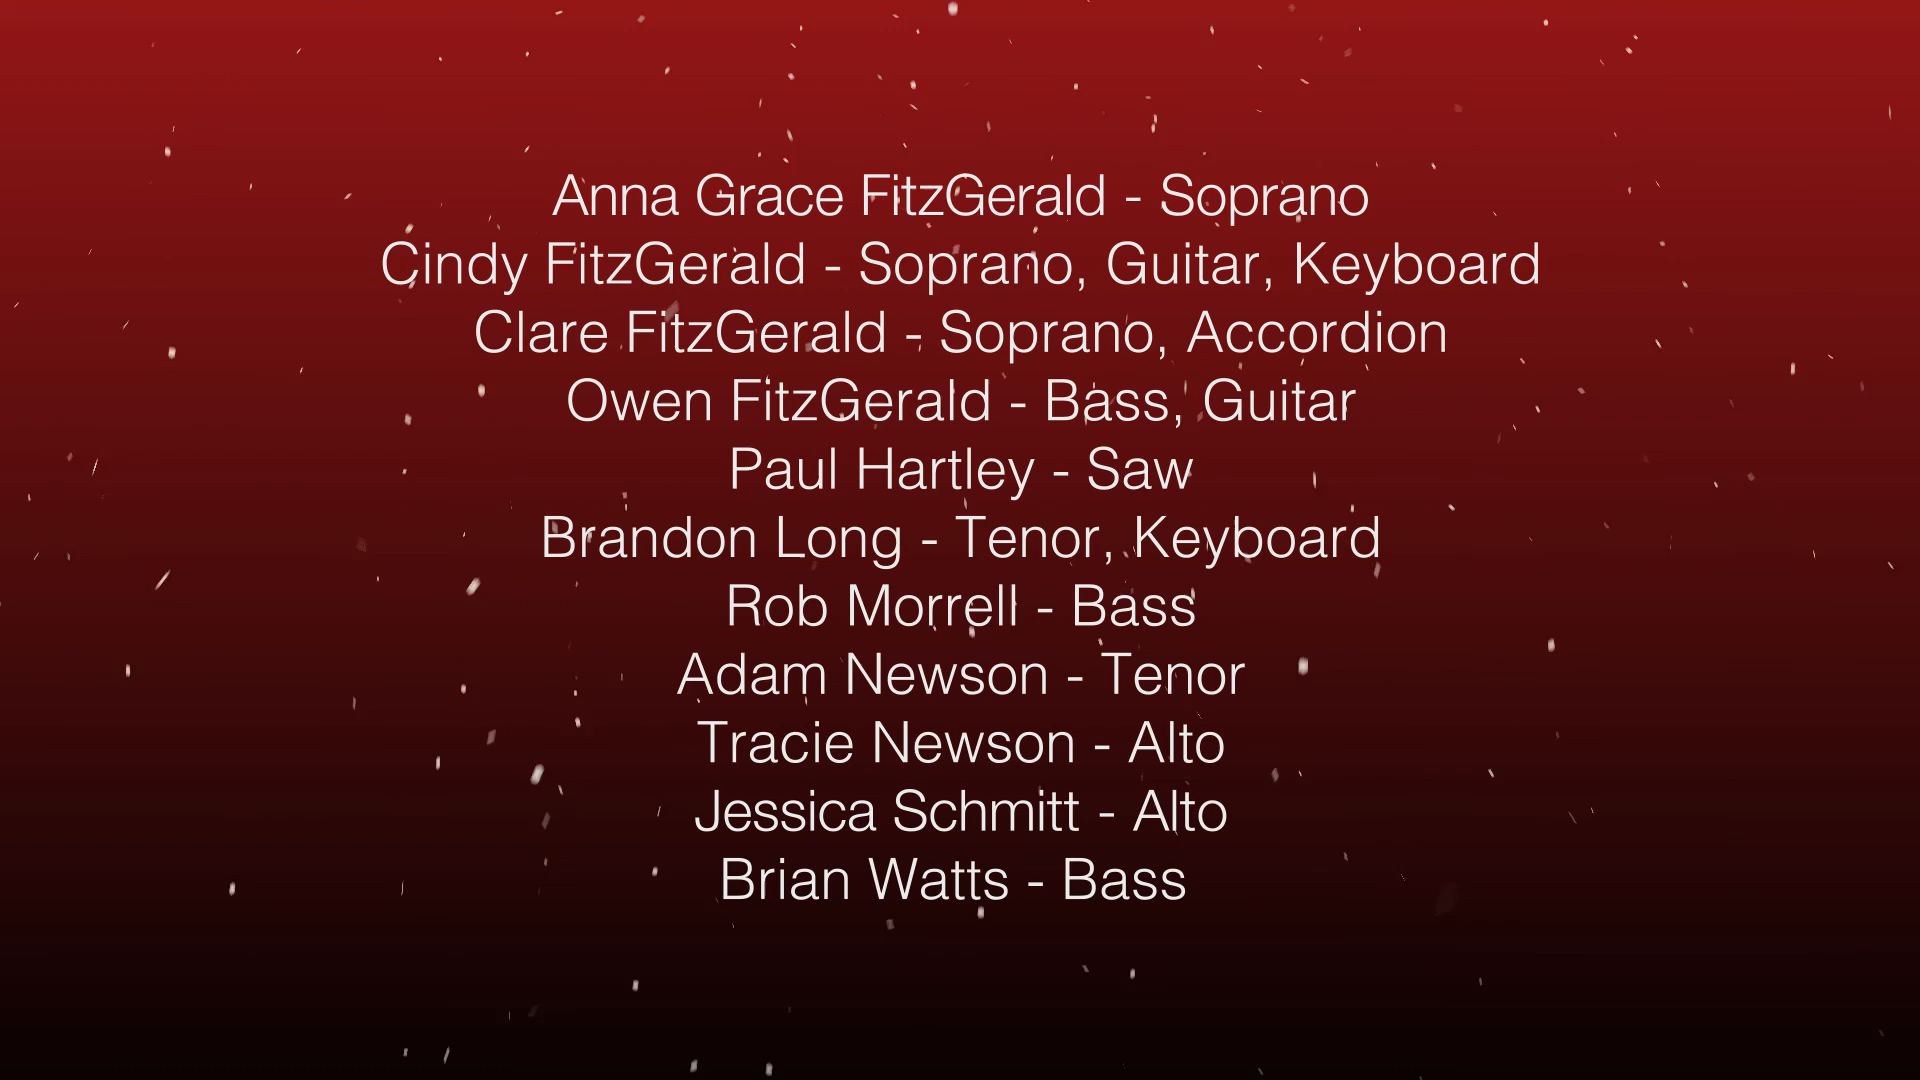 Anna Grace FitzGerald - Soprano
Cindy FitzGerald - Soprano, Guitar, Keyboard
Clare FitzGerald - Soprano, Accordion
Owen FitzGerald - Bass, Guitar
Paul Hartley - Saw
Brandon Long - Tenor, Keyboard
Rob Morrell - Bass
Adam Newson - Tenor
Tracie Newson - Alto
Jessica Schmitt - Alto
Brian Watts - Bass